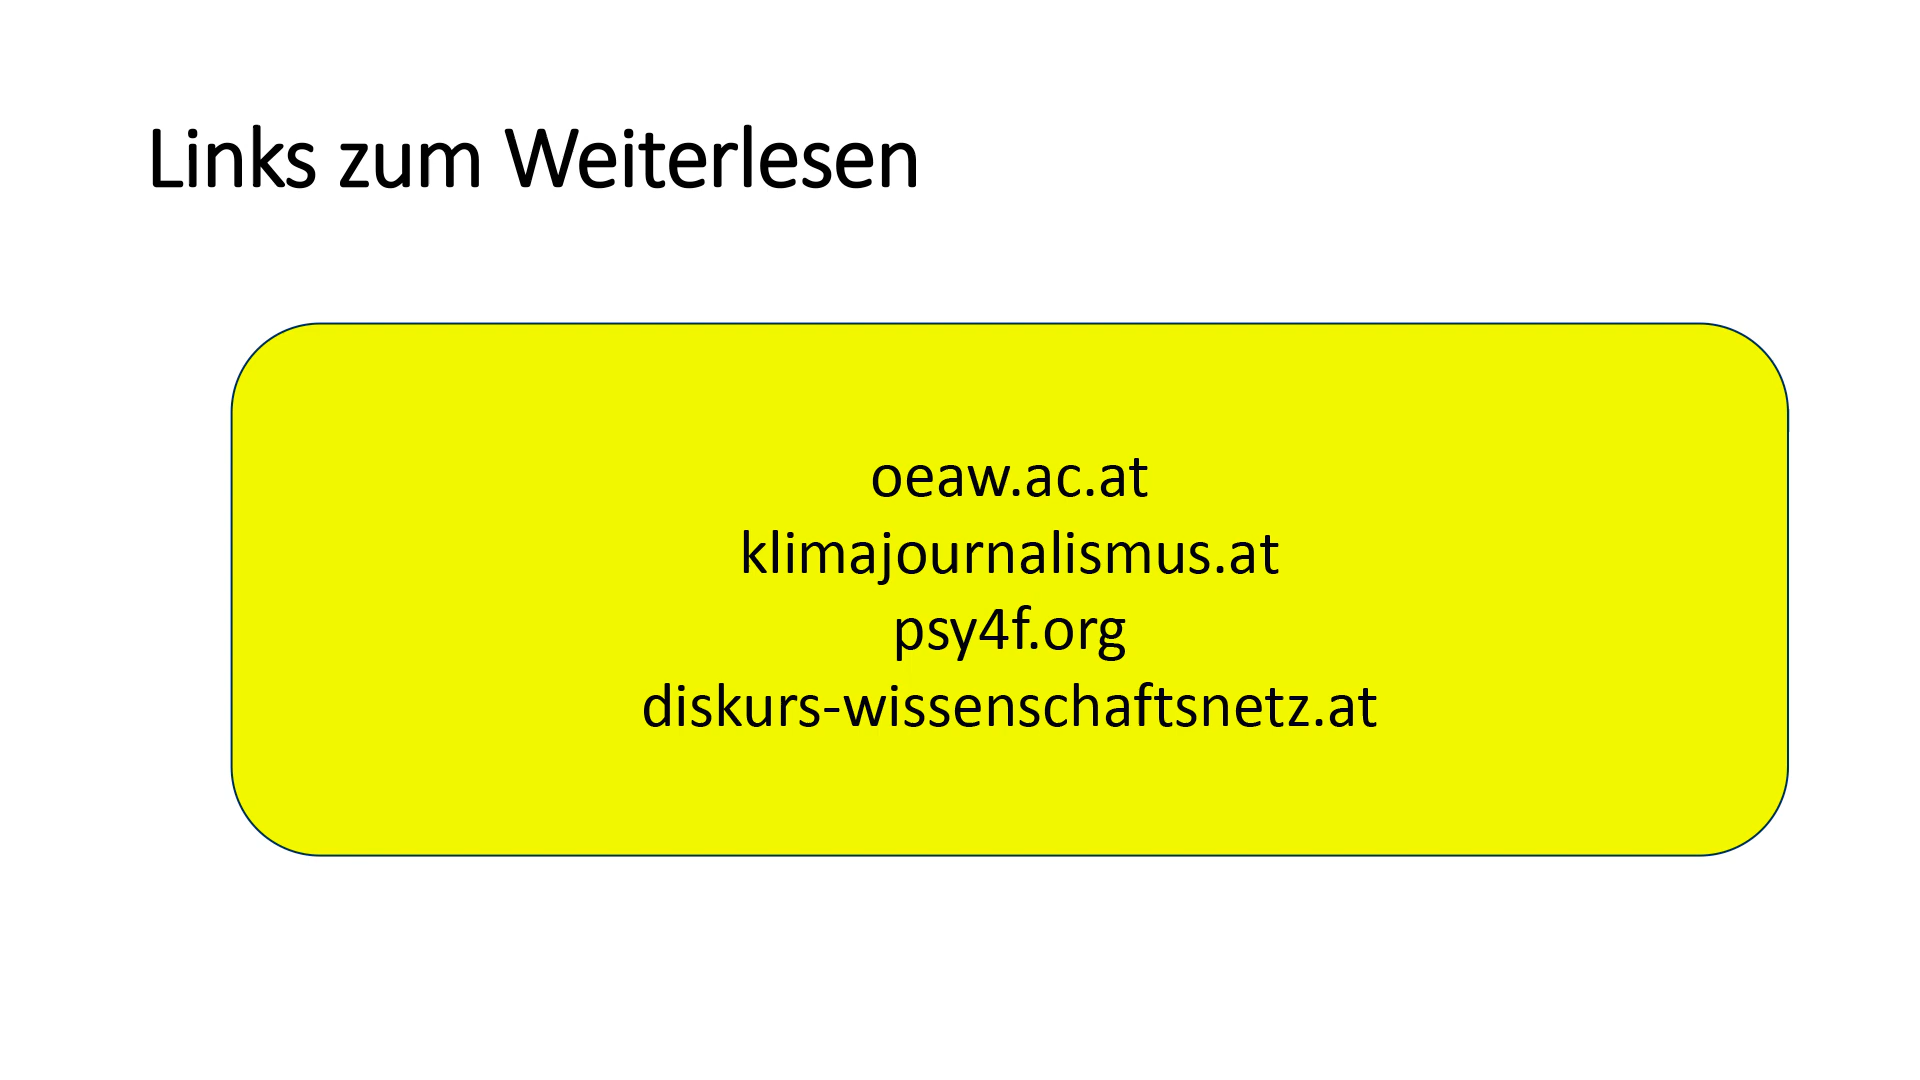 Links zum Weiterlesen
oeaw.ac.at
klimajournalismus.at
psy4f.org
diskurs-wissenschaftsnetz.at